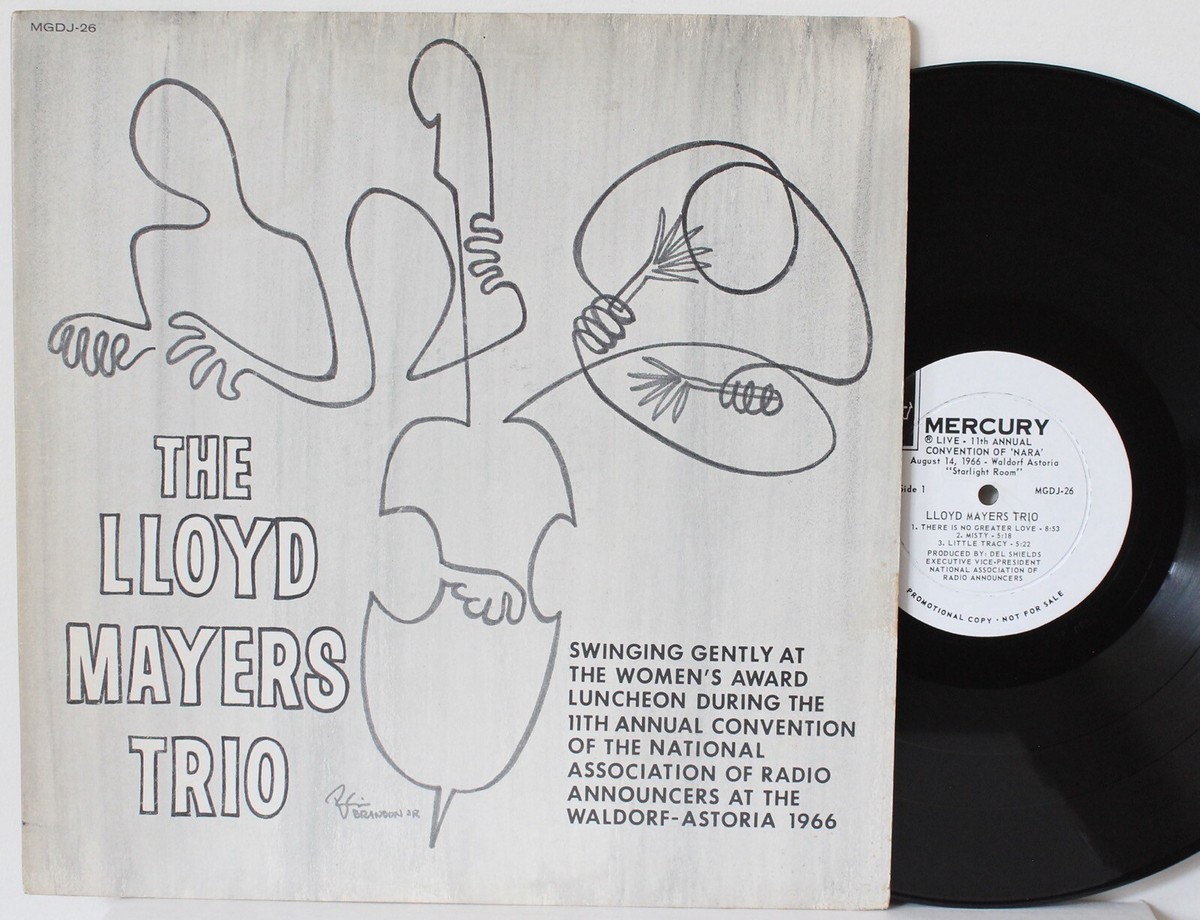 MGDJ-26
THE
LLOYD
MAYERS
TRIO
BRANDON JR
SWINGING GENTLY AT
THE WOMEN'S AWARD
LUNCHEON DURING THE
11TH ANNUAL CONVENTION
OF THE NATIONAL
ASSOCIATION OF RADIO
ANNOUNCERS AT THE
WALDORF-ASTORIA 1966
MERCURY
℗ LIVE - 11th ANNUAL
CONVENTION OF 'NARA'
August 14, 1966 - Waldorf Astoria
"Starlight Room"
Side 1 MGDJ-26
LLOYD MAYERS TRIO
1. THERE IS NO GREATER LOVE - 8:53
2. MISTY - 5:18
3. LITTLE TRACY - 5:22
PRODUCED BY: DEL SHIELDS
EXECUTIVE VICE-PRESIDENT
NATIONAL ASSOCIATION OF
RADIO ANNOUNCERS
PROMOTIONAL COPY · NOT FOR SALE